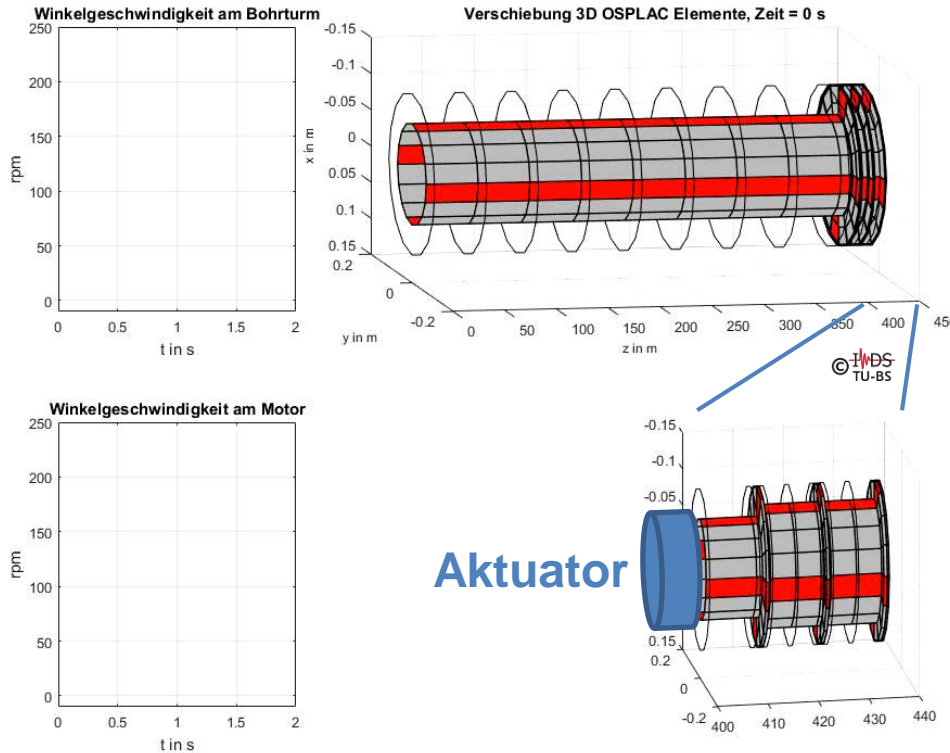 Winkelgeschwindigkeit am Bohrturm
250
200
150
100
50
0
rpm
0 0.5 1 1.5 2
t in s
Verschiebung 3D OSPLAC Elemente, Zeit = 0 s
-0.15
-0.1
-0.05
0
0.05
0.1
0.15
x in m
0.2
0
-0.2
y in m
0 50 100 150 200 250 300 350 400 450
z in m
© IWDS
TU-BS
Winkelgeschwindigkeit am Motor
250
200
150
100
50
0
rpm
0 0.5 1 1.5 2
t in s
-0.15
-0.1
-0.05
Aktuator
0.15
0.2
0
-0.2
400 410 420 430 440